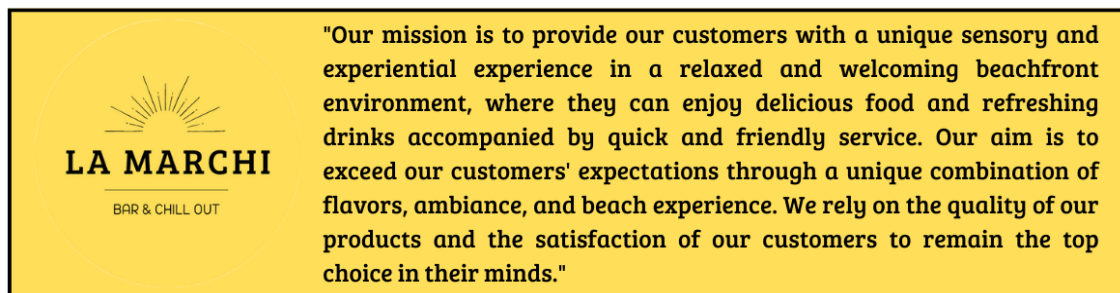 LA MARCHI
BAR & CHILL OUT
"Our mission is to provide our customers with a unique sensory and
experiential experience in a relaxed and welcoming beachfront
environment, where they can enjoy delicious food and refreshing
drinks accompanied by quick and friendly service. Our aim is to
exceed our customers' expectations through a unique combination of
flavors, ambiance, and beach experience. We rely on the quality of our
products and the satisfaction of our customers to remain the top
choice in their minds."